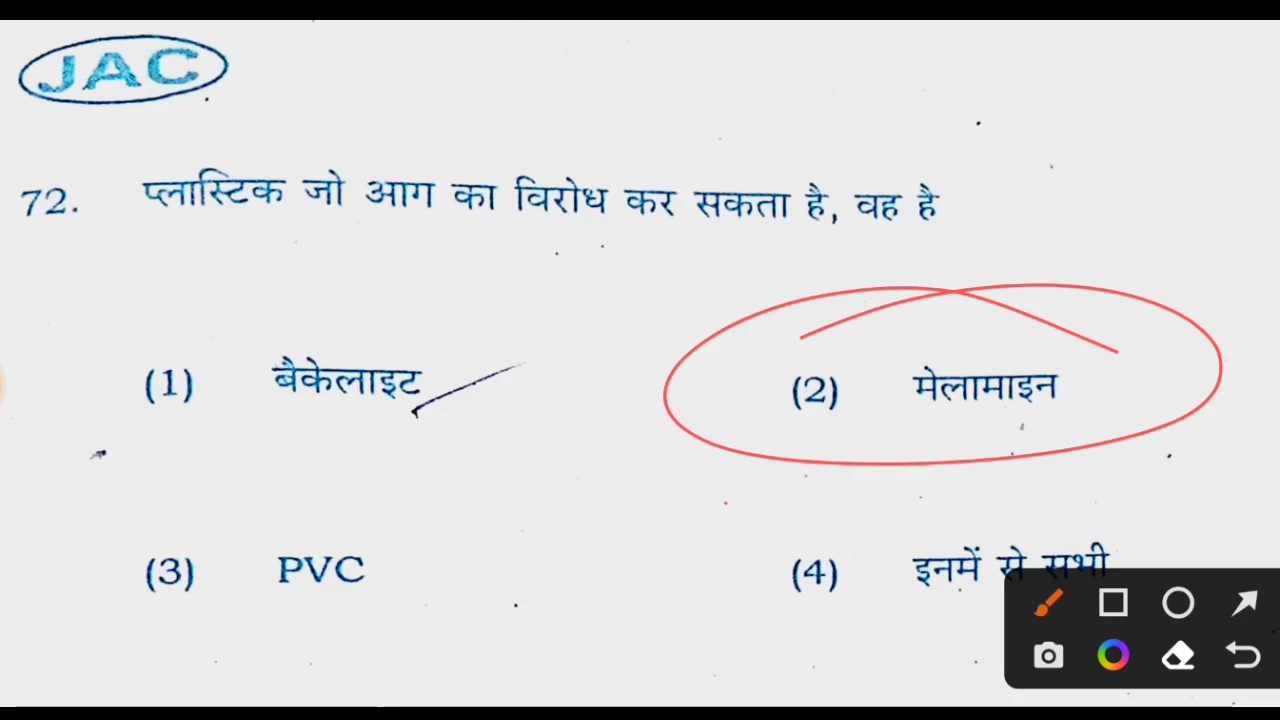 JAC
72. प्लास्टिक जो आग का विरोध कर सकता है, वह है
(1) बैकेलाइट (2) मेलामाइन
(3) PVC (4) इनमें से सभी